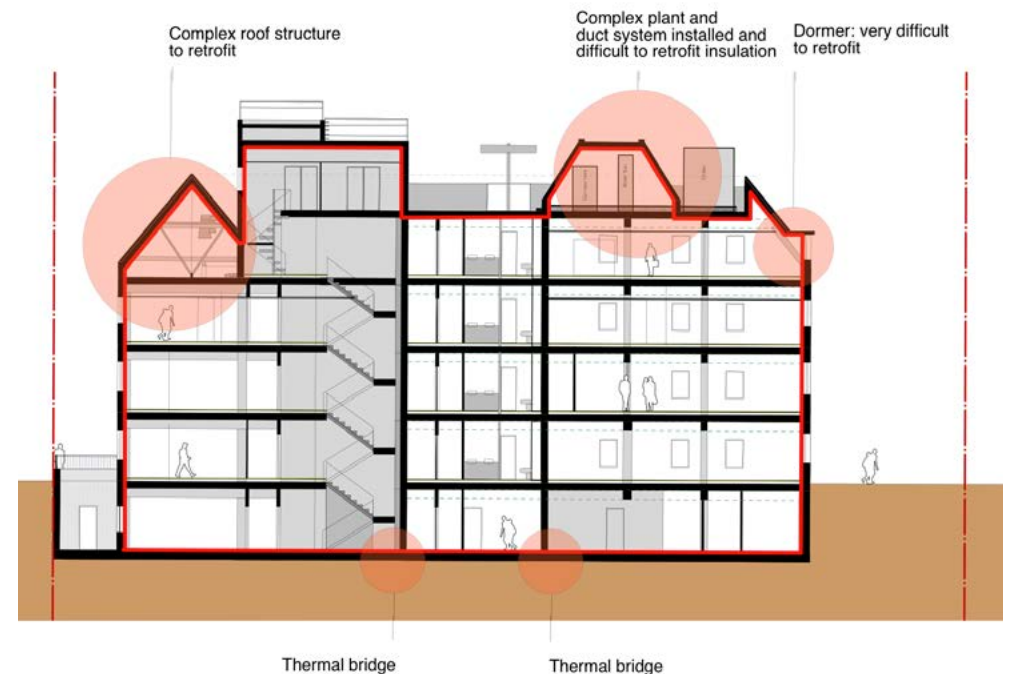 Complex roof structure
to retrofit
Complex plant and
duct system installed and
difficult to retrofit insulation
Dormer: very difficult
to retrofit
Thermal bridge
Thermal bridge